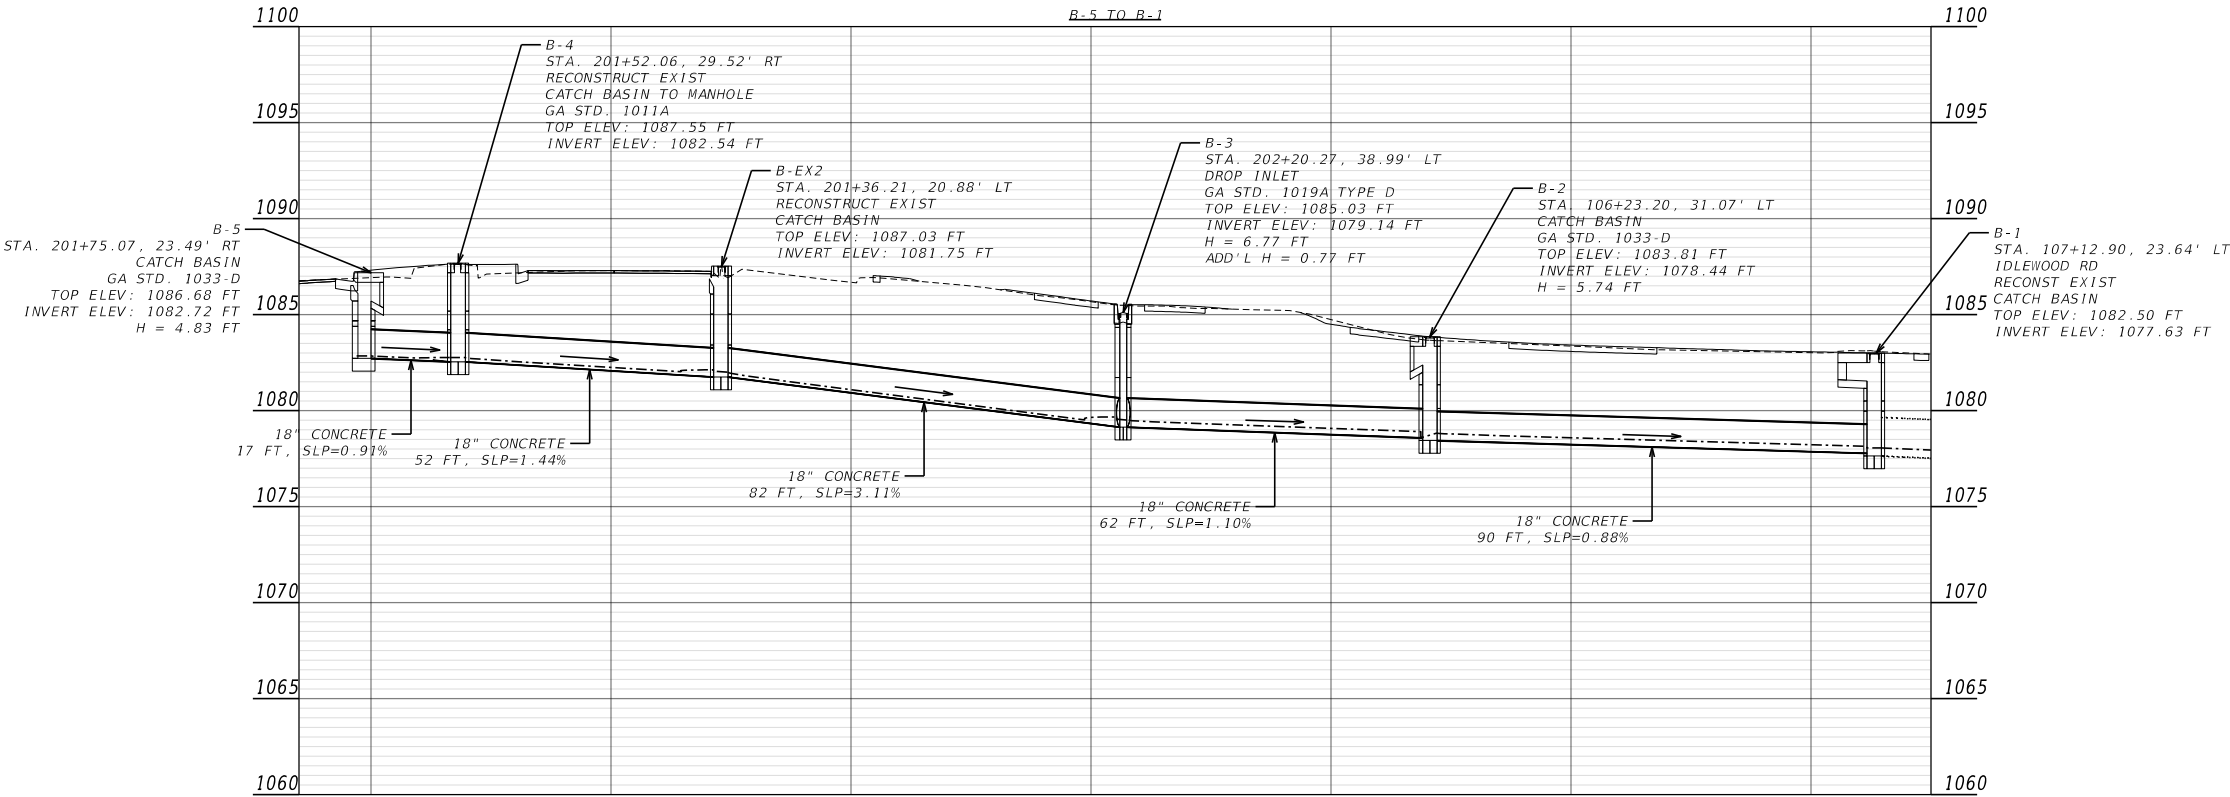 B-5 TO B-1
1100
1095
1090
1085
1080
1075
1070
1065
1060
B-5
STA. 201+75.07, 23.49' RT
CATCH BASIN
GA STD. 1033-D
TOP ELEV: 1086.68 FT
INVERT ELEV: 1082.72 FT
H = 4.83 FT
B-4
STA. 201+52.06, 29.52' RT
RECONSTRUCT EXIST
CATCH BASIN TO MANHOLE
GA STD. 1011A
TOP ELEV: 1087.55 FT
INVERT ELEV: 1082.54 FT
B-EX2
STA. 201+36.21, 20.88' LT
RECONSTRUCT EXIST
CATCH BASIN
TOP ELEV: 1087.03 FT
INVERT ELEV: 1081.75 FT
B-3
STA. 202+20.27, 38.99' LT
DROP INLET
GA STD. 1019A TYPE D
TOP ELEV: 1085.03 FT
INVERT ELEV: 1079.14 FT
H = 6.77 FT
ADD'L H = 0.77 FT
B-2
STA. 106+23.20, 31.07' LT
CATCH BASIN
GA STD. 1033-D
TOP ELEV: 1083.81 FT
INVERT ELEV: 1078.44 FT
H = 5.74 FT
B-1
STA. 107+12.90, 23.64' LT
IDLEWOOD RD
RECONST EXIST
CATCH BASIN
TOP ELEV: 1082.50 FT
INVERT ELEV: 1077.63 FT
18" CONCRETE
17 FT, SLP=0.91%
18" CONCRETE
52 FT, SLP=1.44%
18" CONCRETE
82 FT, SLP=3.11%
18" CONCRETE
62 FT, SLP=1.10%
18" CONCRETE
90 FT, SLP=0.88%
1100
1095
1090
1085
1080
1075
1070
1065
1060